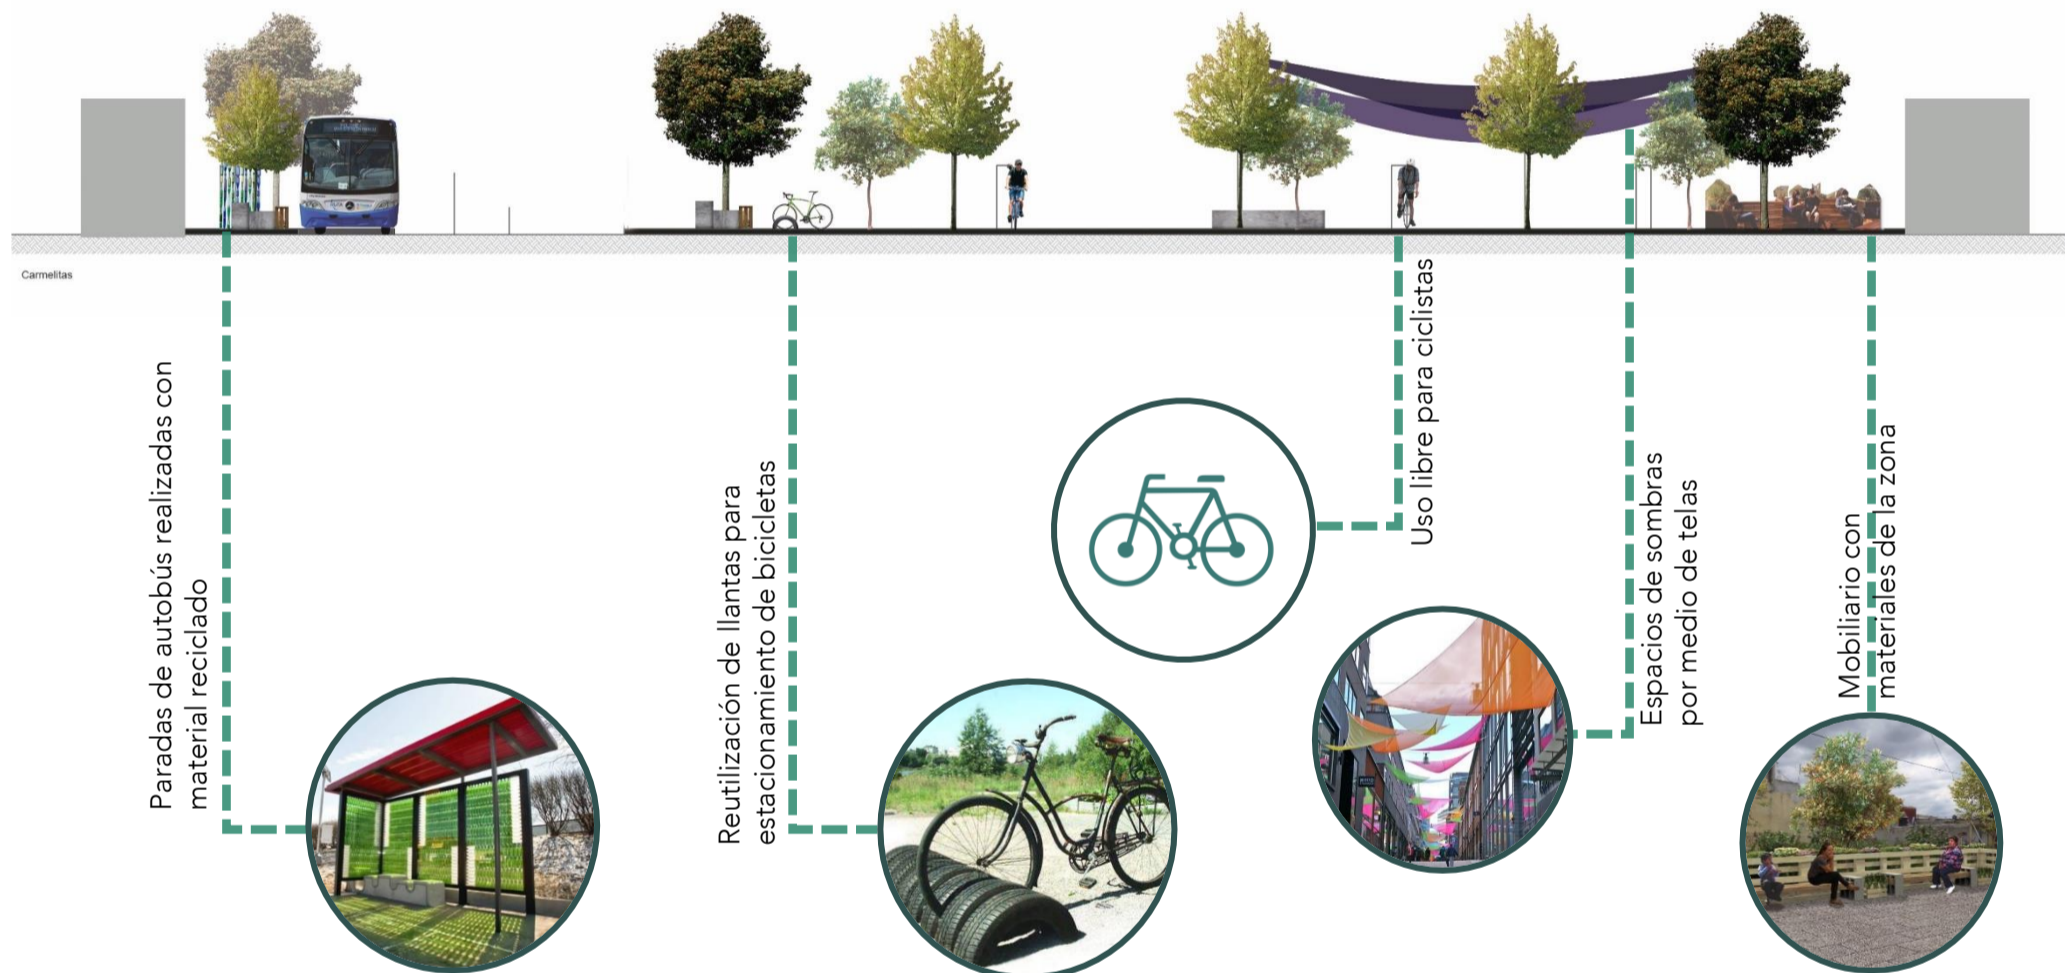 Carmelitas
Paradas de autobús realizadas con
material reciclado
Reutilización de llantas para
estacionamiento de bicicletas
Uso libre para ciclistas
Espacios de sombras
por medio de telas
Mobiliario con
materiales de la zona